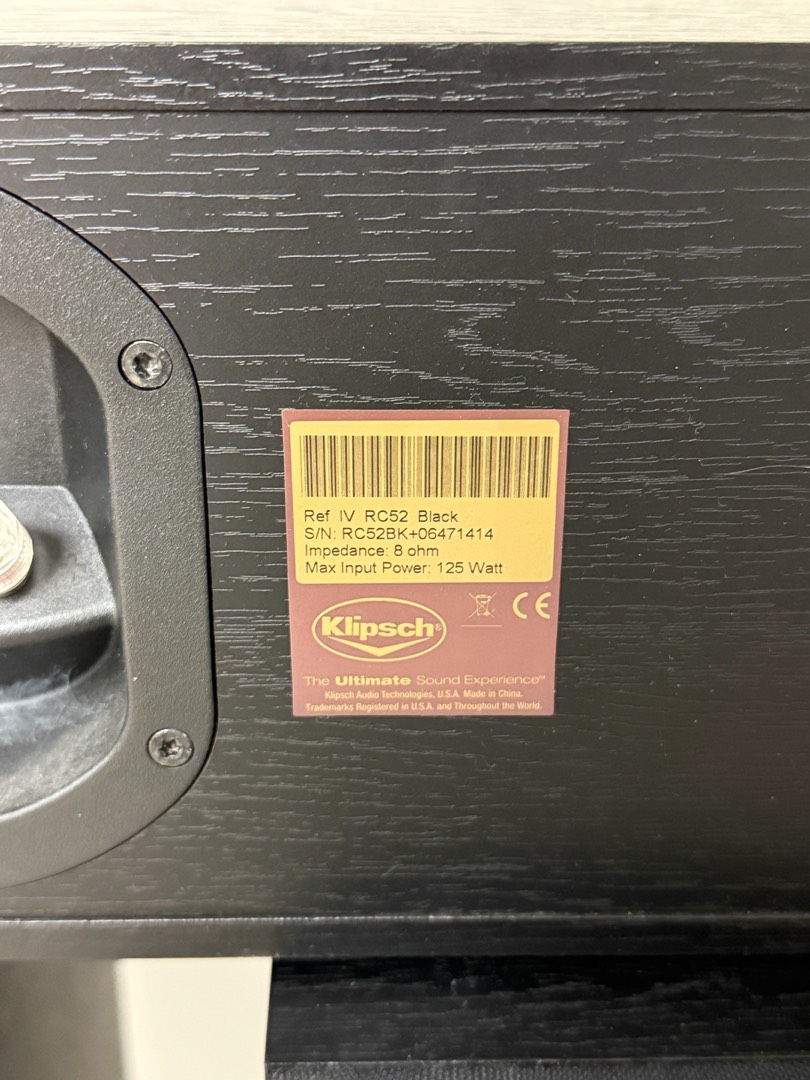 Ref IV RC52 Black
S/N: RC52BK+06471414
Impedance: 8 ohm
Max Input Power: 125 Watt
Klipsch®
CE
The Ultimate Sound Experience℠
Klipsch Audio Technologies, U.S.A. Made in China.
Trademarks Registered in U.S.A. and Throughout the World.